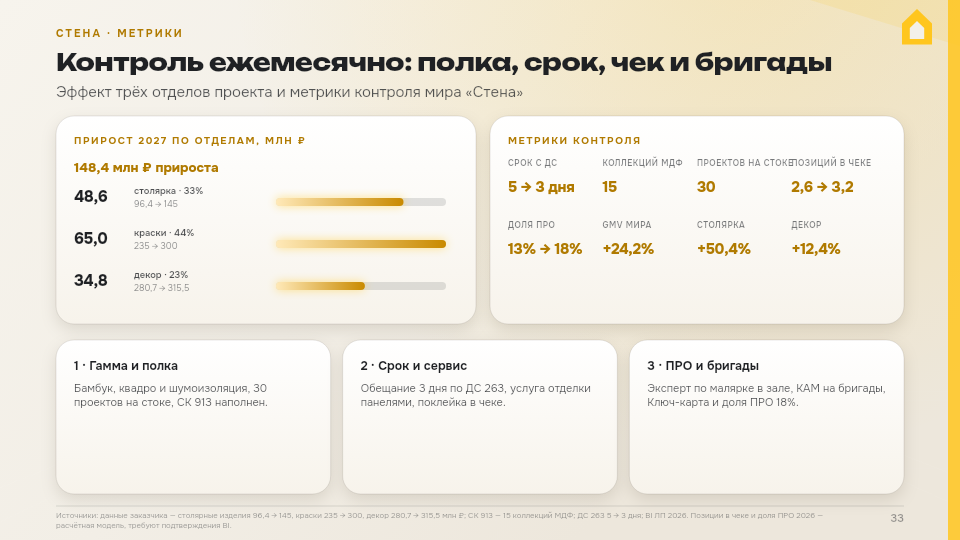 СТЕНА · МЕТРИКИ
Контроль ежемесячно: полка, срок, чек и бригады
Эффект трёх отделов проекта и метрики контроля мира «Стена»
ПРИРОСТ 2027 ПО ОТДЕЛАМ, МЛН ₽
148,4 млн ₽ прироста
48,6
столярка · 33%
96,4 → 145
65,0
краски · 44%
235 → 300
34,8
декор · 23%
280,7 → 315,5
МЕТРИКИ КОНТРОЛЯ
СРОК С ДС
КОЛЛЕКЦИЙ МДФ
ПРОЕКТОВ НА СТОКЕ
ПОЗИЦИЙ В ЧЕКЕ
5 → 3 дня
15
30
2,6 → 3,2
ДОЛЯ ПРО
GMV МИРА
СТОЛЯРКА
ДЕКОР
13% → 18%
+24,2%
+50,4%
+12,4%
1 · Гамма и полка
Бамбук, квадро и шумоизоляция, 30
проектов на стоке, СК 913 наполнен.
2 · Срок и сервис
Обещание 3 дня по ДС 263, услуга отделки
панелями, поклейка в чеке.
3 · ПРО и бригады
Эксперт по малярке в зале, КАМ на бригады,
Ключ-карта и доля ПРО 18%.
Источники: данные заказчика — столярные изделия 96,4 → 145, краски 235 → 300, декор 280,7 → 315,5 млн ₽; СК 913 — 15 коллекций МДФ; ДС 263 5 → 3 дня; BI ЛП 2026. Позиции в чеке и доля ПРО 2026 —
расчётная модель, требуют подтверждения BI.
33